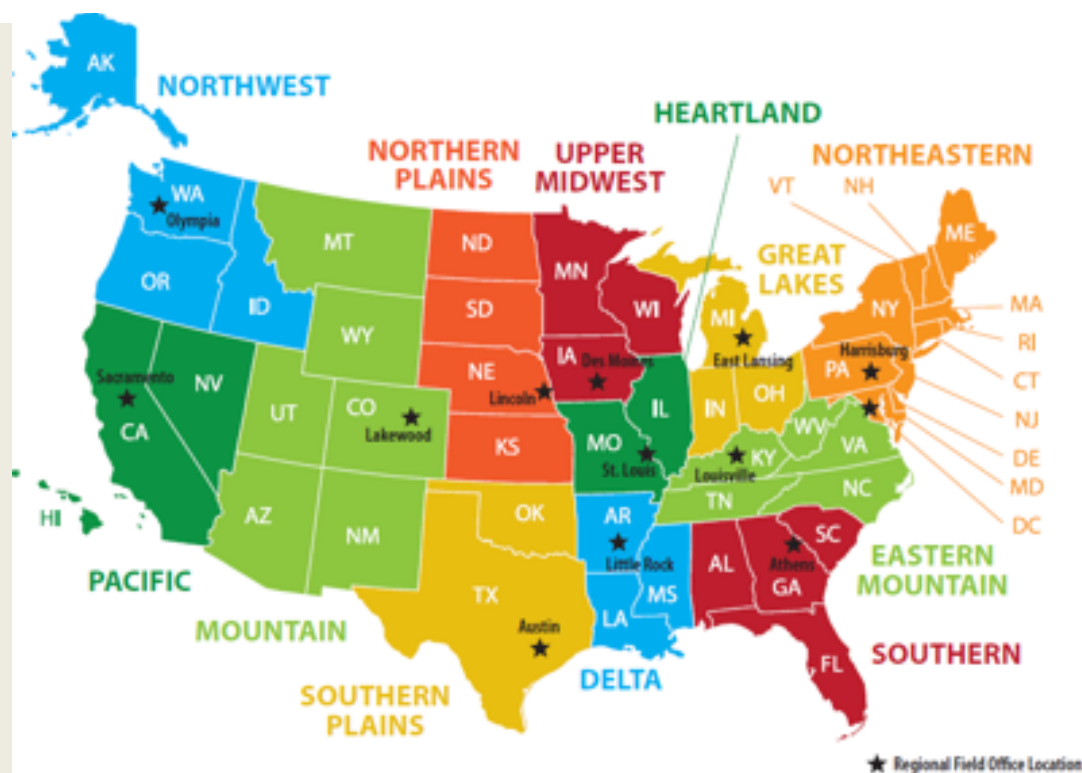 AK
NORTHWEST
HEARTLAND
NORTHERN
PLAINS
UPPER
MIDWEST
NORTHEASTERN
VT
NH
WA
Olympia
MT
ND
MN
GREAT
LAKES
ME
OR
ID
SD
WI
MI
NY
MA
WY
IA
Des Moines
East Lansing
Harrisburg
RI
Sacramento
NV
NE
Lincoln
PA
CT
CA
UT
CO
Lakewood
IL
IN
OH
NJ
KS
MO
St. Louis
Louisville
KY
WV
VA
DE
MD
HI
AZ
NM
OK
AR
Little Rock
TN
NC
DC
PACIFIC
AL
SC
Athens
GA
EASTERN
MOUNTAIN
TX
Austin
LA
MS
MOUNTAIN
SOUTHERN
PLAINS
DELTA
FL
SOUTHERN
★ Regional Field Office Location